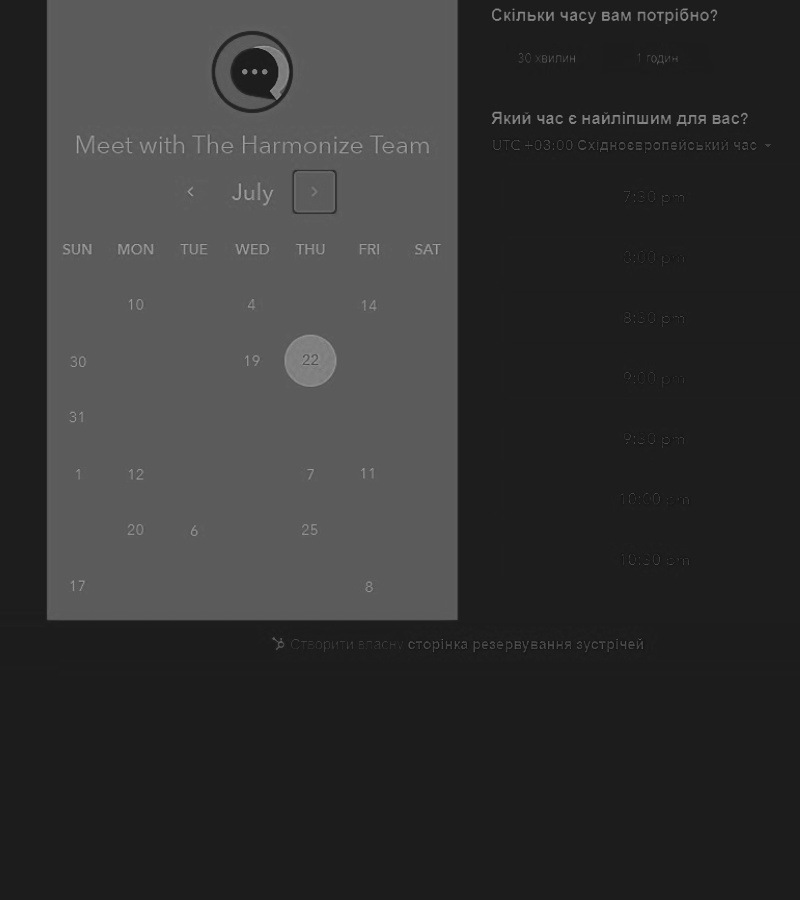 Скільки часу вам потрібно?
30 хвилин 1 годин
Meet with The Harmonize Team
July
SUN MON TUE WED THU FRI SAT
10 4 14
30 19 22
31
1 12 7 11
20 6 25
17 8
Який час є найліпшим для вас?
UTC +03:00 Східноєвропейський час
7:30 pm
8:00 pm
8:30 pm
9:00 pm
9:30 pm
10:00 pm
10:30 pm
Створити власну сторінка резервування зустрічей